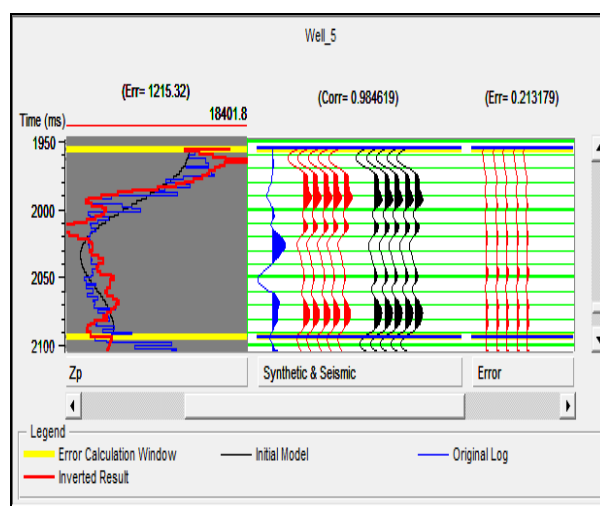 Well_5
(Err= 1215.32) (Corr= 0.984619) (Err= 0.213179)
Time (ms) 18401.8
1950
2000
2050
2100
Zp Synthetic & Seismic Error
Legend
Error Calculation Window Initial Model Original Log
Inverted Result